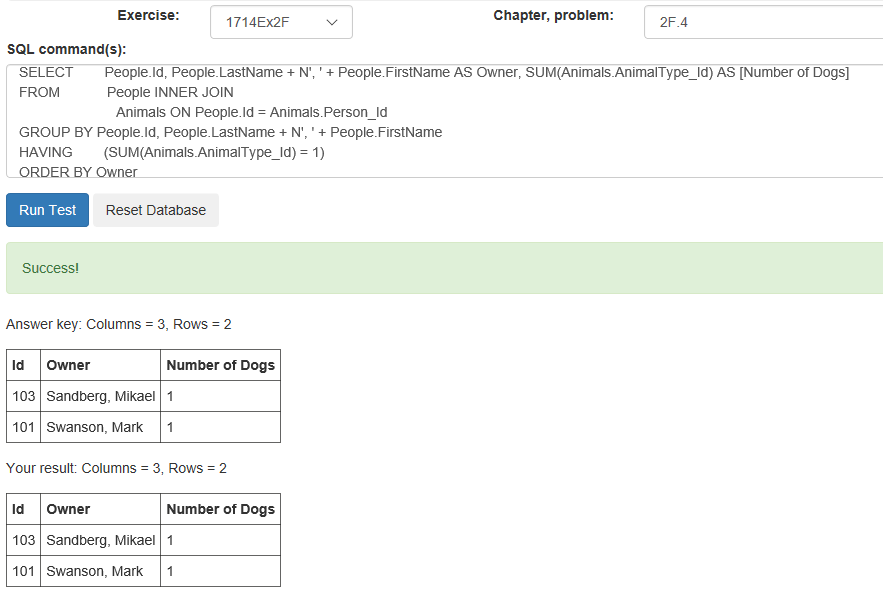 Exercise: 1714Ex2F Chapter, problem: 2F.4
SQL command(s):
SELECT People.Id, People.LastName + N', ' + People.FirstName AS Owner, SUM(Animals.AnimalType_Id) AS [Number of Dogs]
FROM People INNER JOIN
Animals ON People.Id = Animals.Person_Id
GROUP BY People.Id, People.LastName + N', ' + People.FirstName
HAVING (SUM(Animals.AnimalType_Id) = 1)
ORDER BY Owner
Run Test Reset Database
Success!
Answer key: Columns = 3, Rows = 2
Id Owner Number of Dogs
103 Sandberg, Mikael 1
101 Swanson, Mark 1
Your result: Columns = 3, Rows = 2
Id Owner Number of Dogs
103 Sandberg, Mikael 1
101 Swanson, Mark 1